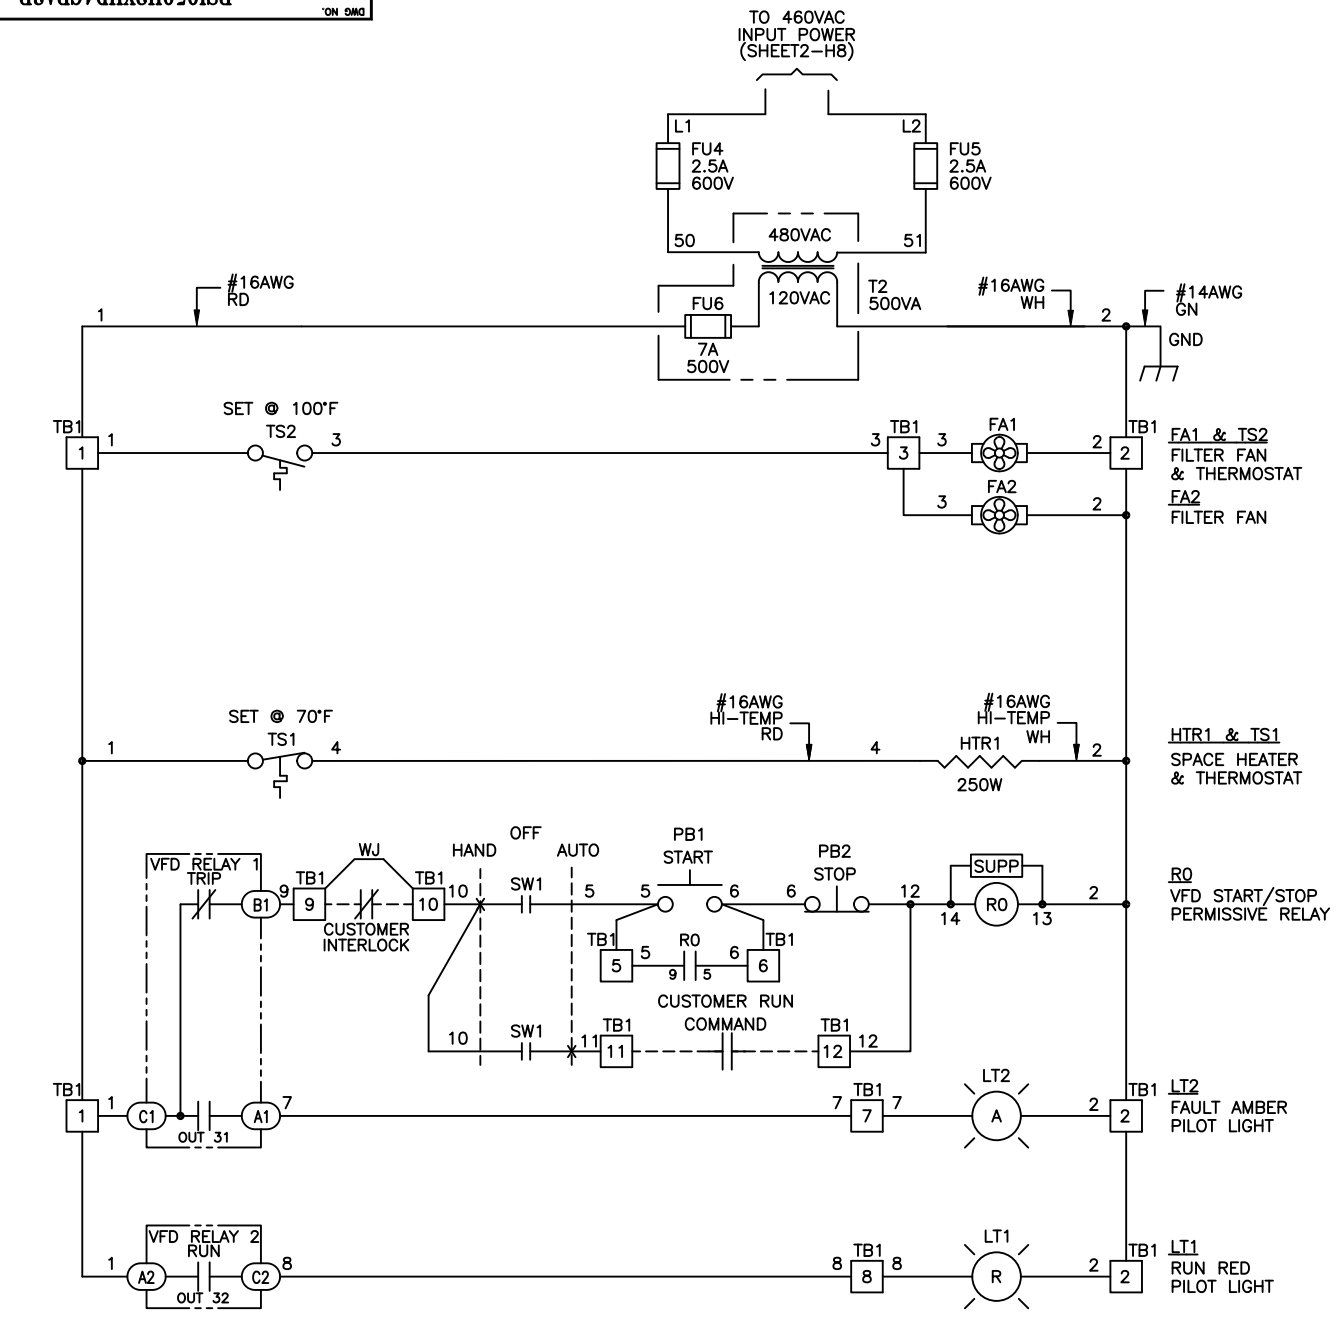 DWG NO.
TO 460VAC
INPUT POWER
(SHEET2-H8)
L1
L2
FU4
2.5A
600V
FU5
2.5A
600V
50
480VAC
51
#16AWG
RD
FU6
120VAC
T2
500VA
#16AWG
WH
#14AWG
GN
1
2
7A
500V
GND
SET @ 100°F
TB1
1
1
TS2
3
3
TB1
3
3
FA1
2
TB1
2
FA1 & TS2
FILTER FAN
& THERMOSTAT
3
FA2
2
FA2
FILTER FAN
SET @ 70°F
1
TS1
4
#16AWG
HI-TEMP
RD
4
#16AWG
HI-TEMP
WH
HTR1
250W
2
HTR1 & TS1
SPACE HEATER
& THERMOSTAT
VFD RELAY 1
TRIP
B1
9
TB1
9
WJ
CUSTOMER
INTERLOCK
TB1
10
10
HAND
OFF
AUTO
SW1
5
5
PB1
START
6
6
PB2
STOP
12
SUPP
14
R0
13
2
R0
VFD START/STOP
PERMISSIVE RELAY
TB1
5
5
R0
9
5
6
TB1
6
10
SW1
11
TB1
11
CUSTOMER RUN
COMMAND
TB1
12
12
TB1
1
1
C1
OUT 31
A1
7
7
TB1
7
7
LT2
A
2
TB1
2
LT2
FAULT AMBER
PILOT LIGHT
VFD RELAY 2
RUN
1
A2
OUT 32
C2
8
8
TB1
8
8
LT1
R
2
TB1
2
LT1
RUN RED
PILOT LIGHT